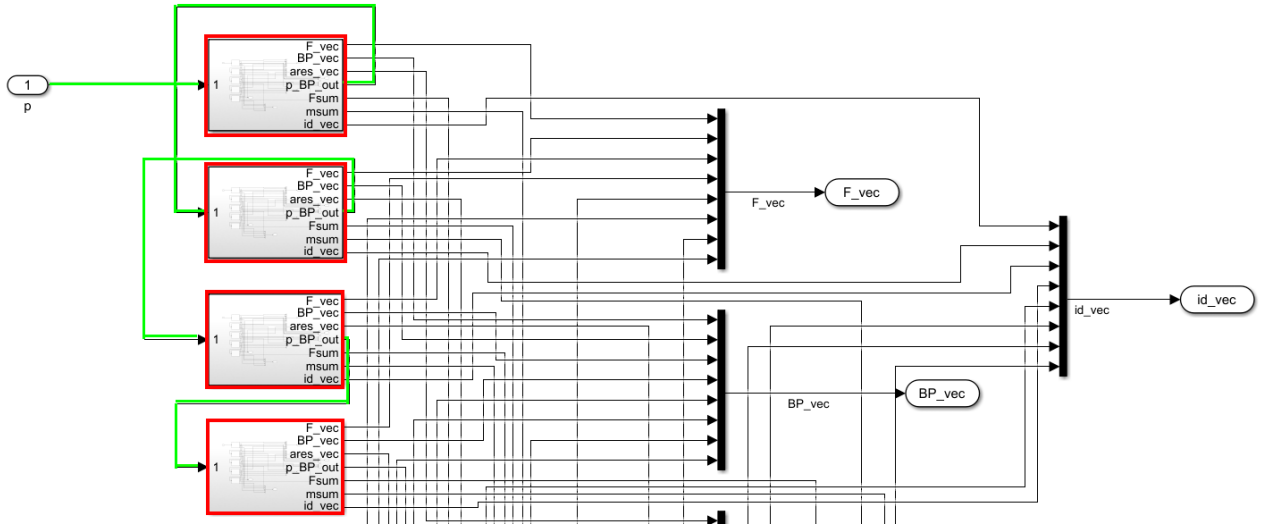 1
p
1
F_vec
BP_vec
ares_vec
p_BP_out
Fsum
msum
id_vec
1
F_vec
BP_vec
ares_vec
p_BP_out
Fsum
msum
id_vec
F_vec
F_vec
1
F_vec
BP_vec
ares_vec
p_BP_out
Fsum
msum
id_vec
id_vec
id_vec
BP_vec
BP_vec
1
F_vec
BP_vec
ares_vec
p_BP_out
Fsum
msum
id_vec